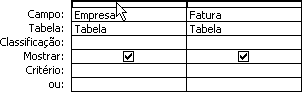 Campo: Empresa Fatura
Tabela: Tabela Tabela
Classificação:
Mostrar:
Critério:
ou: